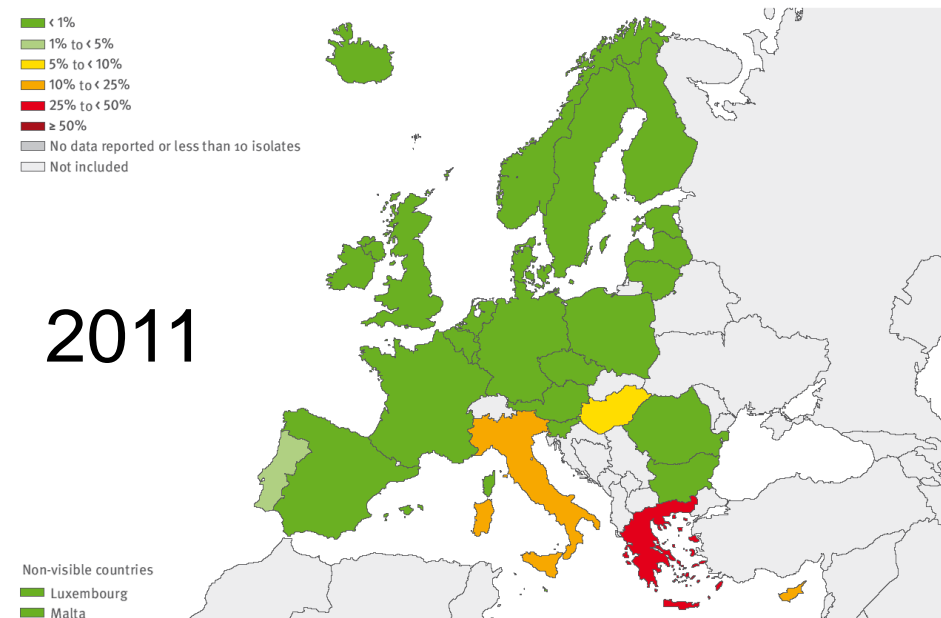 < 1%
1% to < 5%
5% to < 10%
10% to < 25%
25% to < 50%
≥ 50%
No data reported or less than 10 isolates
Not included
2011
Non-visible countries
Luxembourg
Malta